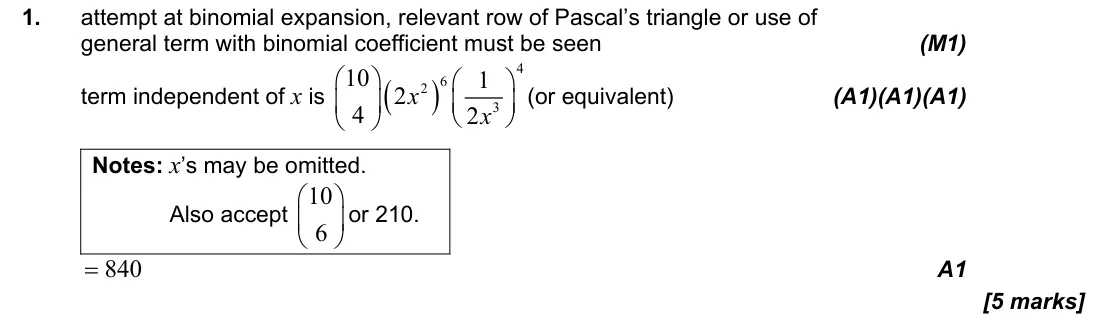 1. attempt at binomial expansion, relevant row of Pascal's triangle or use of
general term with binomial coefficient must be seen (M1)
term independent of x is (10 4)(2x²)⁶(1/2x³)⁴ (or equivalent) (A1)(A1)(A1)
Notes: x's may be omitted.
Also accept (10 6) or 210.
= 840 A1
[5 marks]